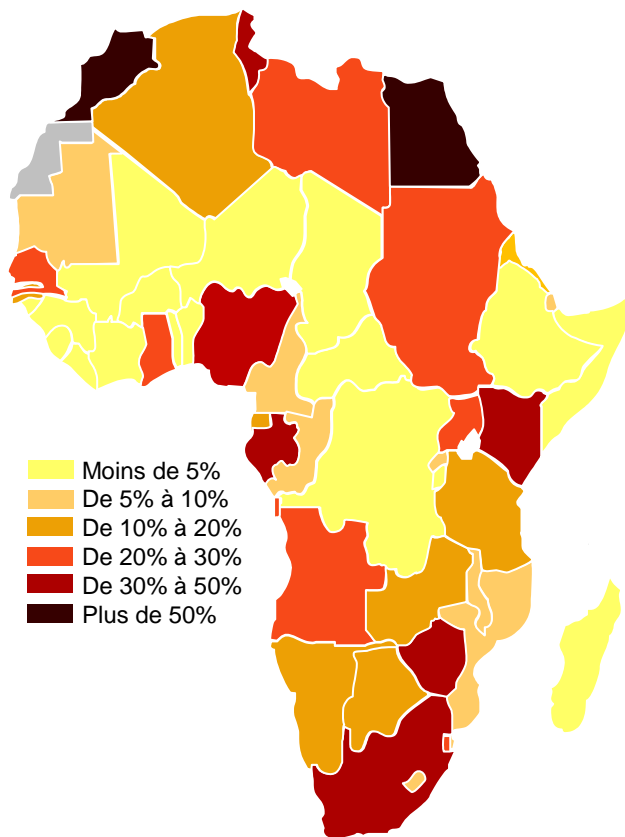 Moins de 5%
De 5% à 10%
De 10% à 20%
De 20% à 30%
De 30% à 50%
Plus de 50%